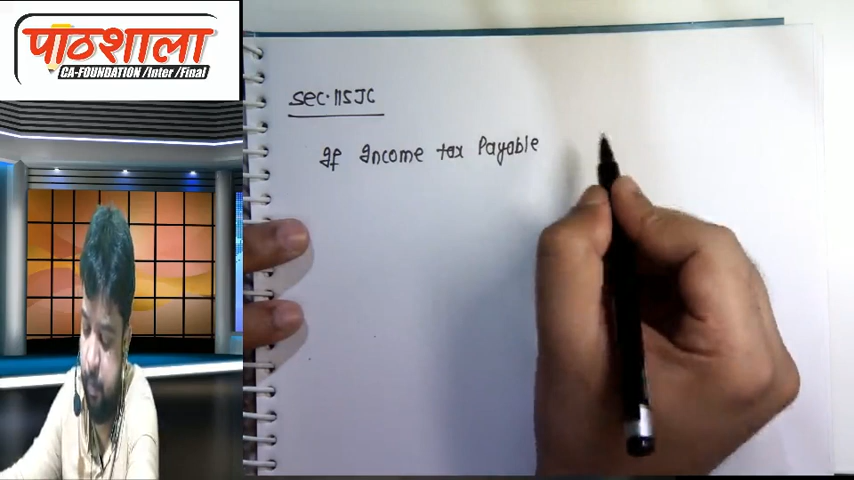 पाठशाला
CA-FOUNDATION/Inter/Final
Sec. 115JC
If Income tax Payable